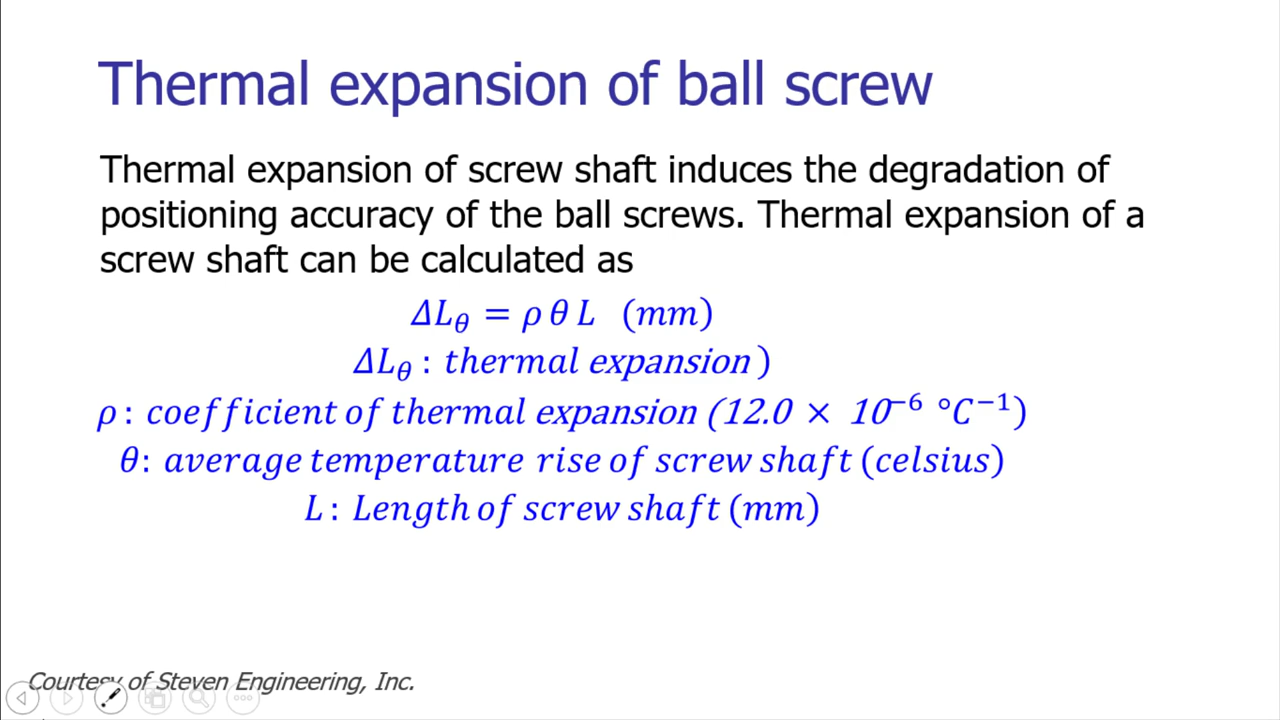 Thermal expansion of ball screw
Thermal expansion of screw shaft induces the degradation of
positioning accuracy of the ball screws. Thermal expansion of a
screw shaft can be calculated as
ΔL_θ = ρ θ L (mm)
ΔL_θ : thermal expansion )
ρ : coefficient of thermal expansion (12.0 × 10⁻⁶ °C⁻¹)
θ: average temperature rise of screw shaft (celsius)
L : Length of screw shaft (mm)
Courtesy of Steven Engineering, Inc.